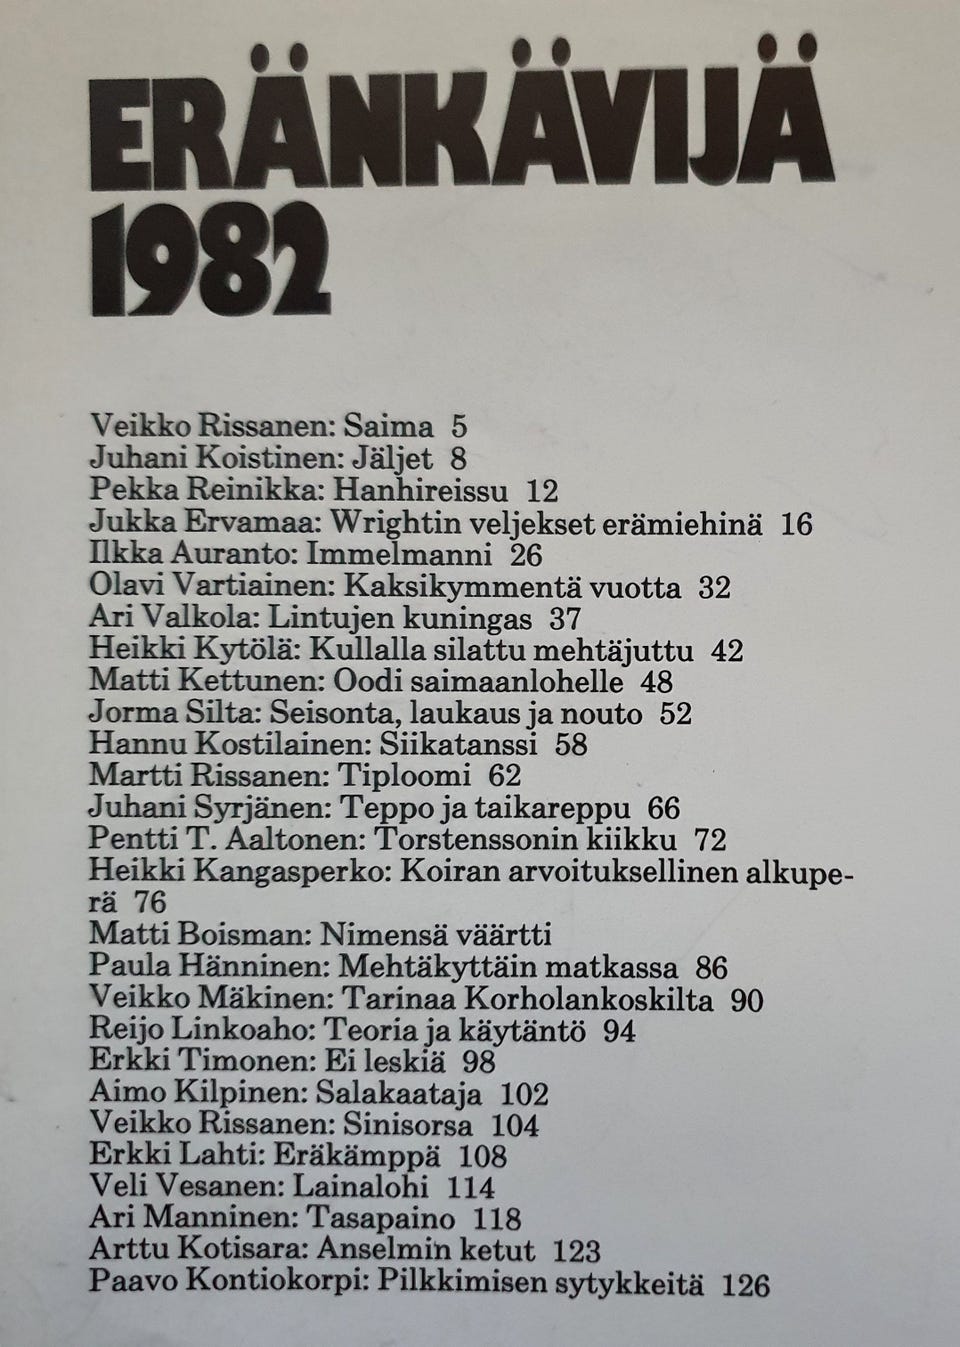 ERÄNKÄVIJÄ
1982
Veikko Rissanen: Saima 5
Juhani Koistinen: Jäljet 8
Pekka Reinikka: Hanhireissu 12
Jukka Ervamaa: Wrightin veljekset erämiehinä 16
Ilkka Auranto: Immelmanni 26
Olavi Vartiainen: Kaksikymmentä vuotta 32
Ari Valkola: Lintujen kuningas 37
Heikki Kytölä: Kullalla silattu mehtäjuttu 42
Matti Kettunen: Oodi saimaanlohelle 48
Jorma Silta: Seisonta, laukaus ja nouto 52
Hannu Kostilainen: Siikatanssi 58
Martti Rissanen: Tiploomi 62
Juhani Syrjänen: Teppo ja taikareppu 66
Pentti T. Aaltonen: Torstenssonin kiikku 72
Heikki Kangasperko: Koiran arvoituksellinen alkupe-
rä 76
Matti Boisman: Nimensä väärtti
Paula Hänninen: Mehtäkyttäin matkassa 86
Veikko Mäkinen: Tarinaa Korholankoskilta 90
Reijo Linkoaho: Teoria ja käytäntö 94
Erkki Timonen: Ei leskiä 98
Aimo Kilpinen: Salakaataja 102
Veikko Rissanen: Sinisorsa 104
Erkki Lahti: Eräkämppä 108
Veli Vesanen: Lainalohi 114
Ari Manninen: Tasapaino 118
Arttu Kotisara: Anselmin ketut 123
Paavo Kontiokorpi: Pilkkimisen sytykkeitä 126